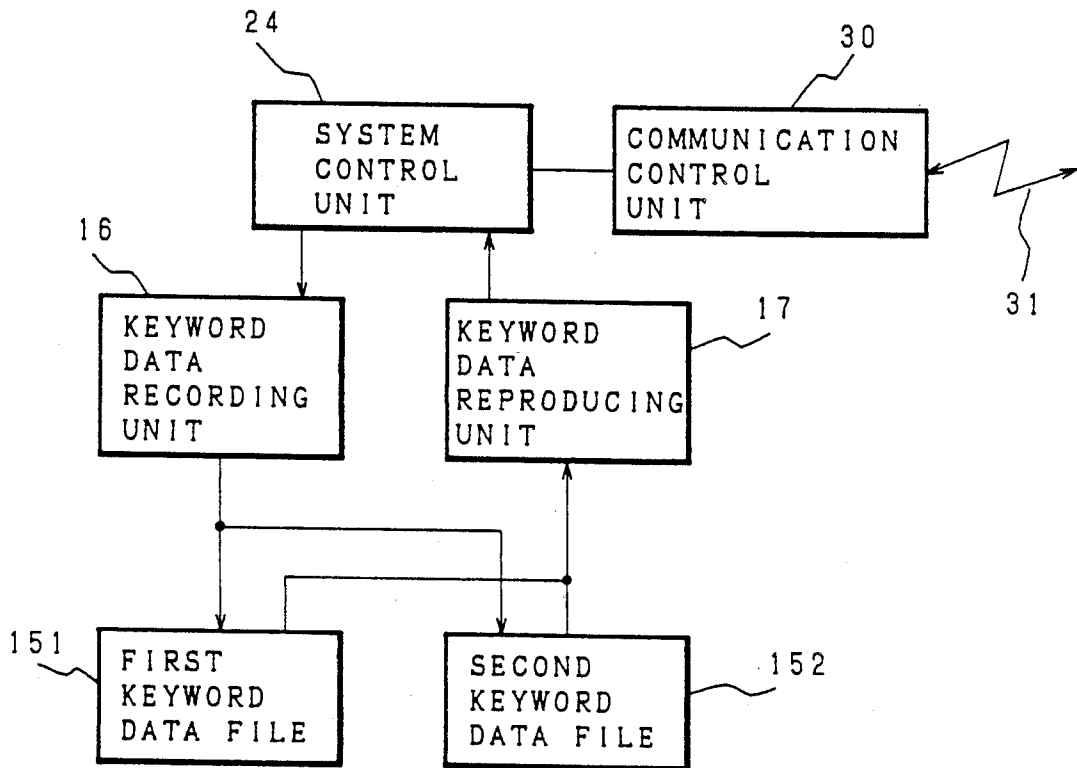 24
30
SYSTEM
CONTROL
UNIT
COMMUNICATION
CONTROL
UNIT
31
16
KEYWORD
DATA
RECORDING
UNIT
17
KEYWORD
DATA
REPRODUCING
UNIT
151
FIRST
KEYWORD
DATA FILE
152
SECOND
KEYWORD
DATA FILE